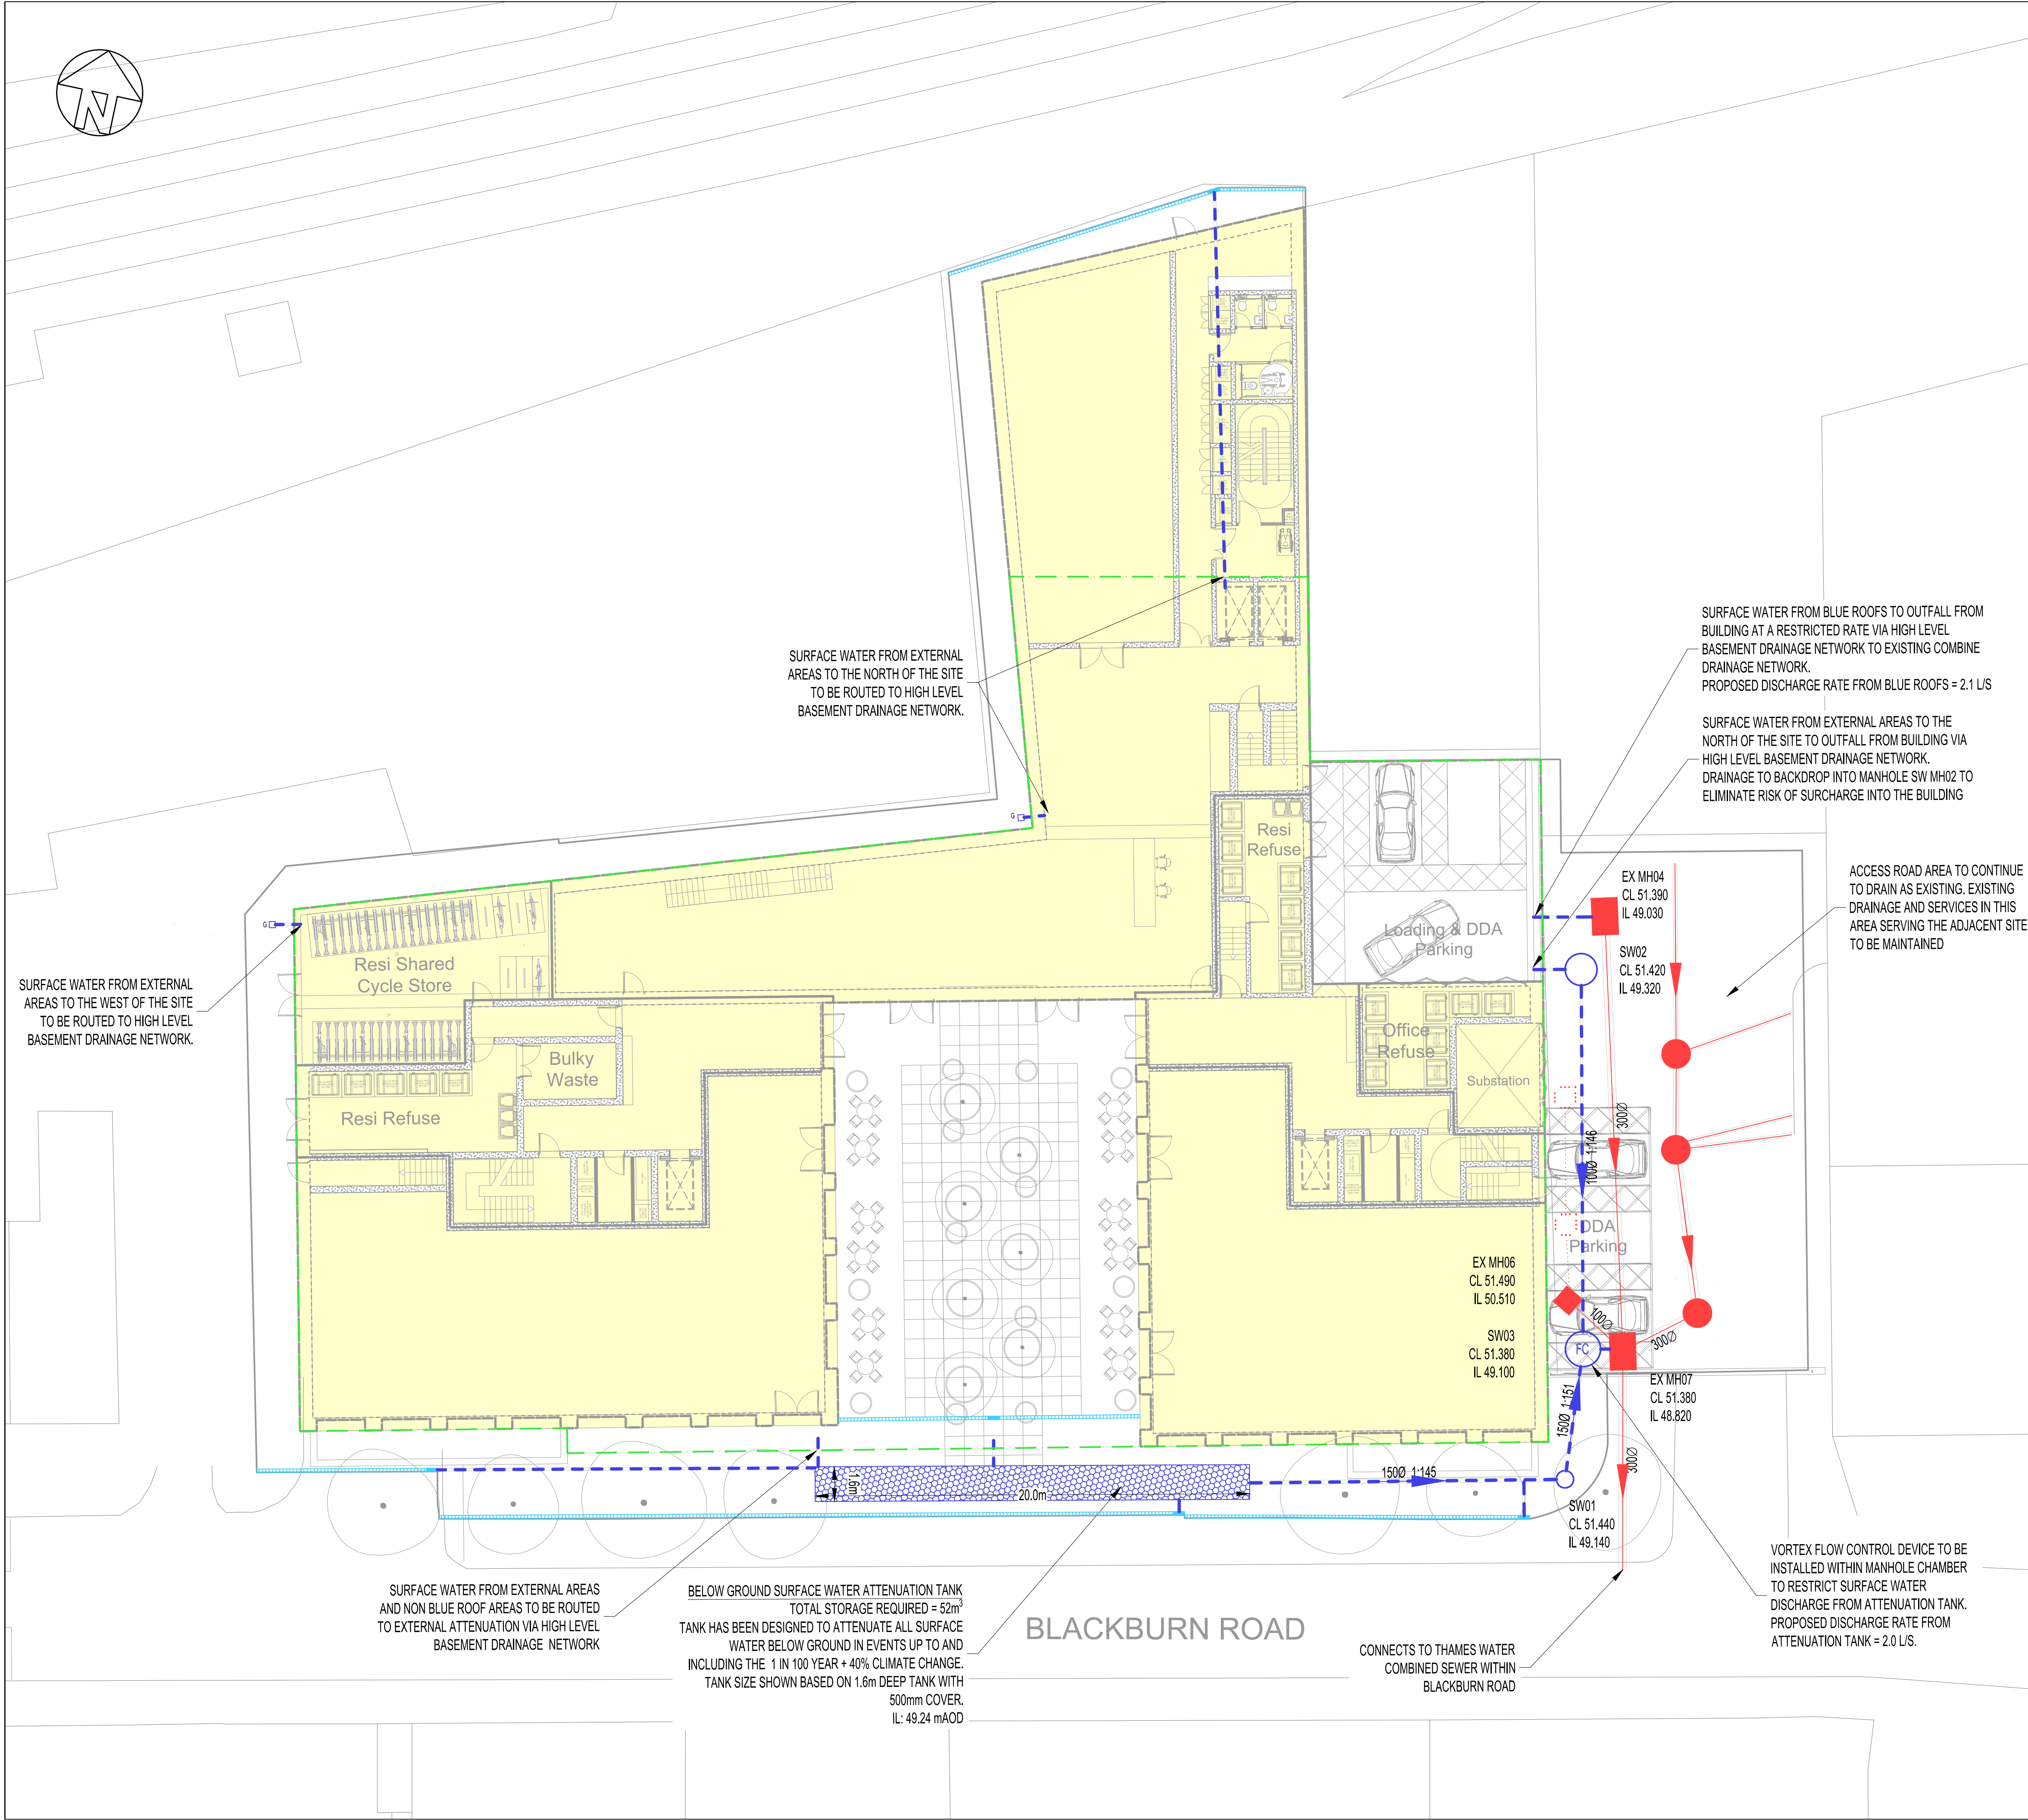 N
SURFACE WATER FROM BLUE ROOFS TO OUTFALL FROM
BUILDING AT A RESTRICTED RATE VIA HIGH LEVEL
BASEMENT DRAINAGE NETWORK TO EXISTING COMBINE
DRAINAGE NETWORK.
PROPOSED DISCHARGE RATE FROM BLUE ROOFS = 2.1 L/S
SURFACE WATER FROM EXTERNAL
AREAS TO THE NORTH OF THE SITE
TO BE ROUTED TO HIGH LEVEL
BASEMENT DRAINAGE NETWORK.
SURFACE WATER FROM EXTERNAL AREAS TO THE
NORTH OF THE SITE TO OUTFALL FROM BUILDING VIA
HIGH LEVEL BASEMENT DRAINAGE NETWORK.
DRAINAGE TO BACKDROP INTO MANHOLE SW MH02 TO
ELIMINATE RISK OF SURCHARGE INTO THE BUILDING
G
Resi
Refuse
EX MH04
CL 51.390
IL 49.030
ACCESS ROAD AREA TO CONTINUE
TO DRAIN AS EXISTING. EXISTING
DRAINAGE AND SERVICES IN THIS
AREA SERVING THE ADJACENT SITE
TO BE MAINTAINED
G
Loading & DDA
Parking
SW02
CL 51.420
IL 49.320
Resi Shared
Cycle Store
SURFACE WATER FROM EXTERNAL
AREAS TO THE WEST OF THE SITE
TO BE ROUTED TO HIGH LEVEL
BASEMENT DRAINAGE NETWORK.
Office
Refuse
Bulky
Waste
Substation
Resi Refuse
300Ø
100Ø 1:146
DDA
Parking
EX MH06
CL 51.490
IL 50.510
SW03
CL 51.380
IL 49.100
100Ø
300Ø
FC
EX MH07
CL 51.380
IL 48.820
150Ø 1:151
300Ø
1.6m
20.0m
150Ø 1:145
SW01
CL 51.440
IL 49.140
SURFACE WATER FROM EXTERNAL AREAS
AND NON BLUE ROOF AREAS TO BE ROUTED
TO EXTERNAL ATTENUATION VIA HIGH LEVEL
BASEMENT DRAINAGE NETWORK
BELOW GROUND SURFACE WATER ATTENUATION TANK
TOTAL STORAGE REQUIRED = 52m³
TANK HAS BEEN DESIGNED TO ATTENUATE ALL SURFACE
WATER BELOW GROUND IN EVENTS UP TO AND
INCLUDING THE 1 IN 100 YEAR + 40% CLIMATE CHANGE.
TANK SIZE SHOWN BASED ON 1.6m DEEP TANK WITH
500mm COVER.
IL: 49.24 mAOD
BLACKBURN ROAD
CONNECTS TO THAMES WATER
COMBINED SEWER WITHIN
BLACKBURN ROAD
VORTEX FLOW CONTROL DEVICE TO BE
INSTALLED WITHIN MANHOLE CHAMBER
TO RESTRICT SURFACE WATER
DISCHARGE FROM ATTENUATION TANK.
PROPOSED DISCHARGE RATE FROM
ATTENUATION TANK = 2.0 L/S.